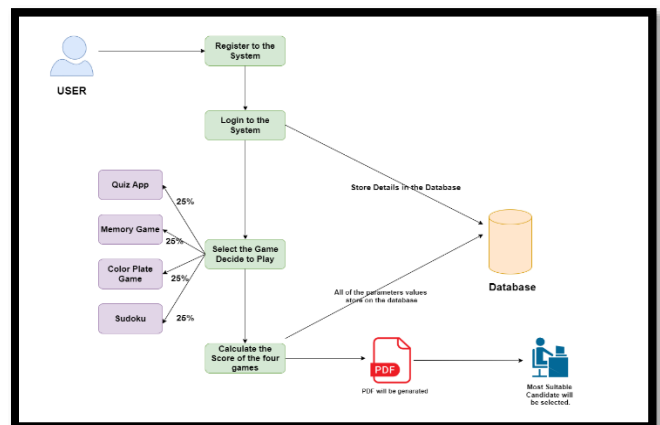 Register to the
System
USER
Login to the
System
Quiz App
25%
Store Details in the Database
Memory Game
25%
Select the Game
Decide to Play
Color Plate
Game
25%
Database
All of the parameters values
store on the database
Sudoku
25%
Calculate the
Score of the four
games
PDF
PDF will be genarated
Most Suitable
Candidate will
be selected.